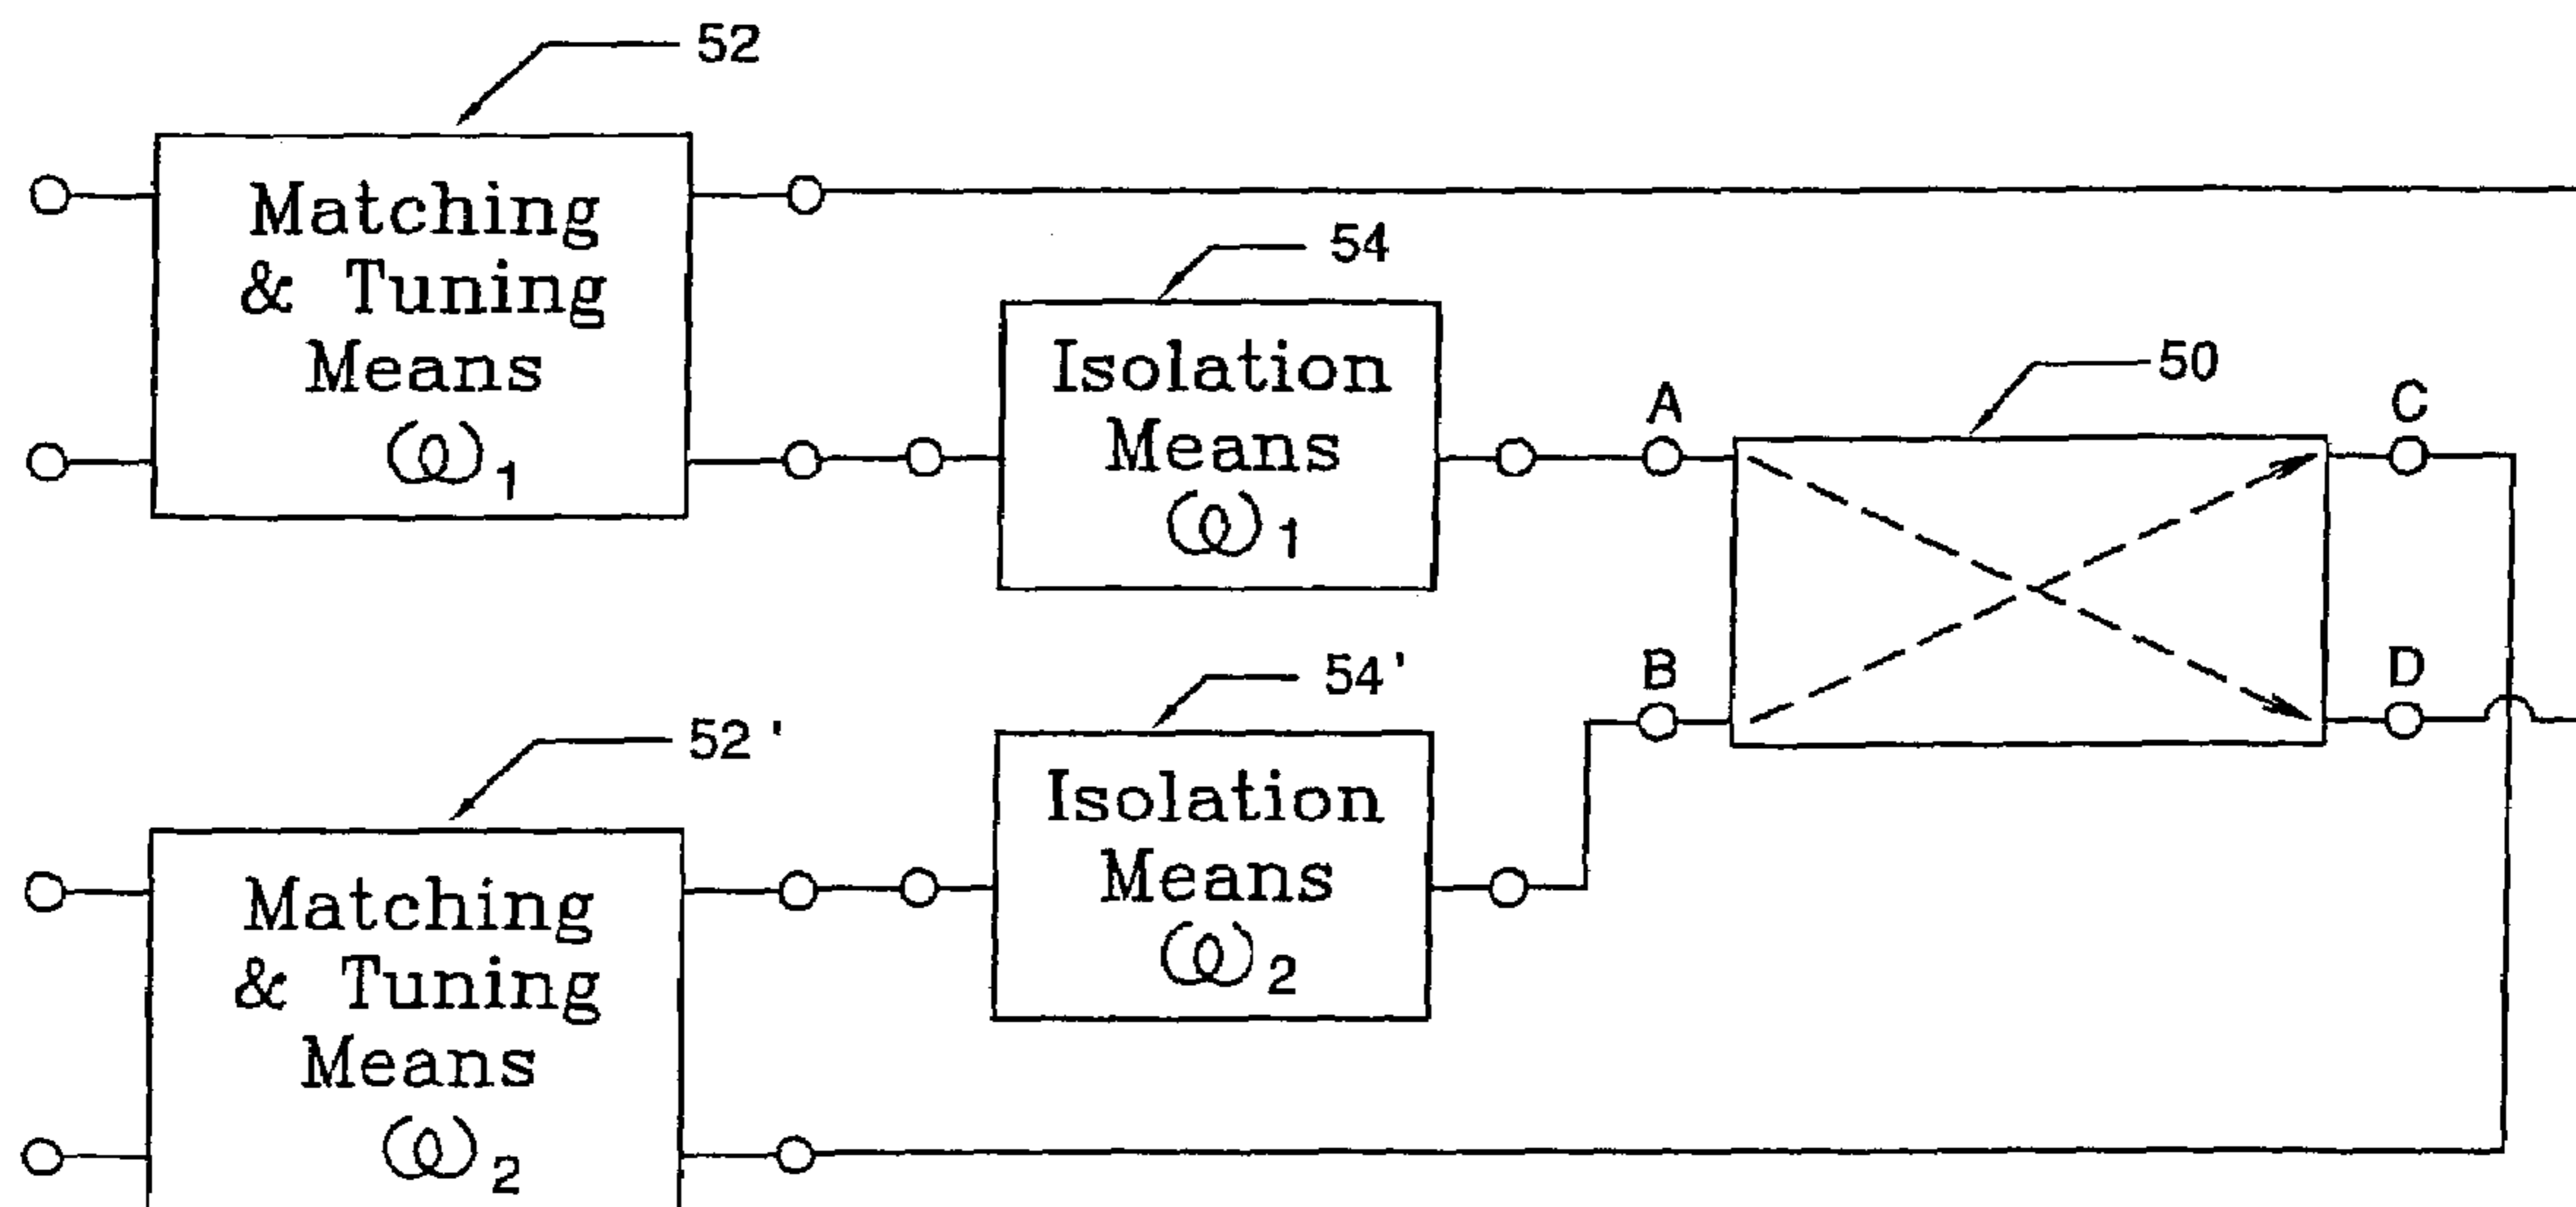 52
Matching
& Tuning
Means
ω1
54
Isolation
Means
ω1
A
50
C
B
D
54'
Isolation
Means
ω2
52'
Matching
& Tuning
Means
ω2